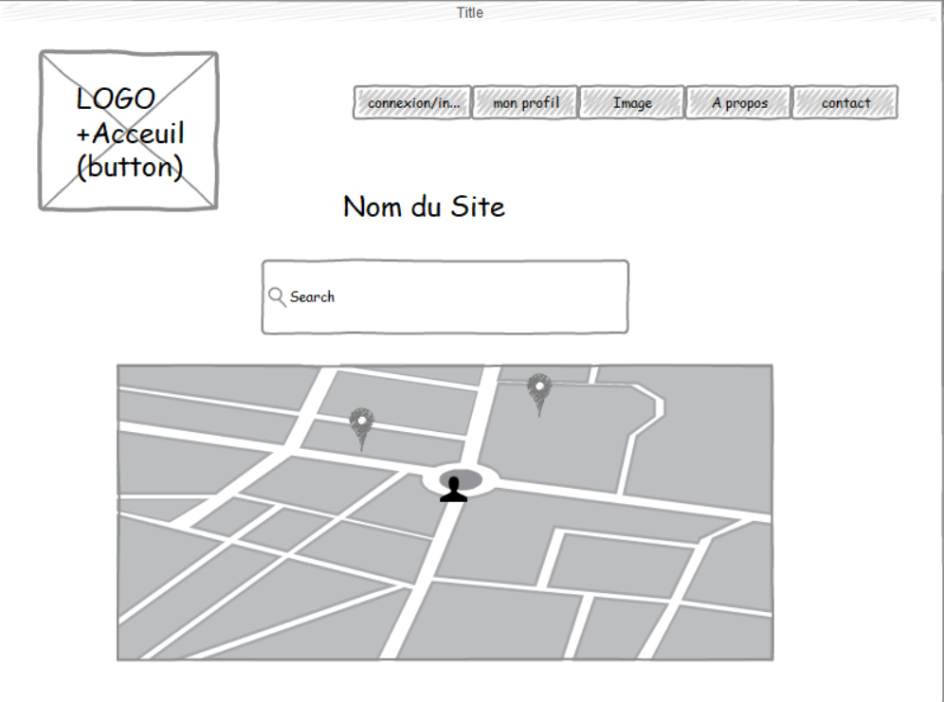 Title
LOGO
+Acceuil
(button)
connexion/in...
mon profil
Image
A propos
contact
Nom du Site
Search